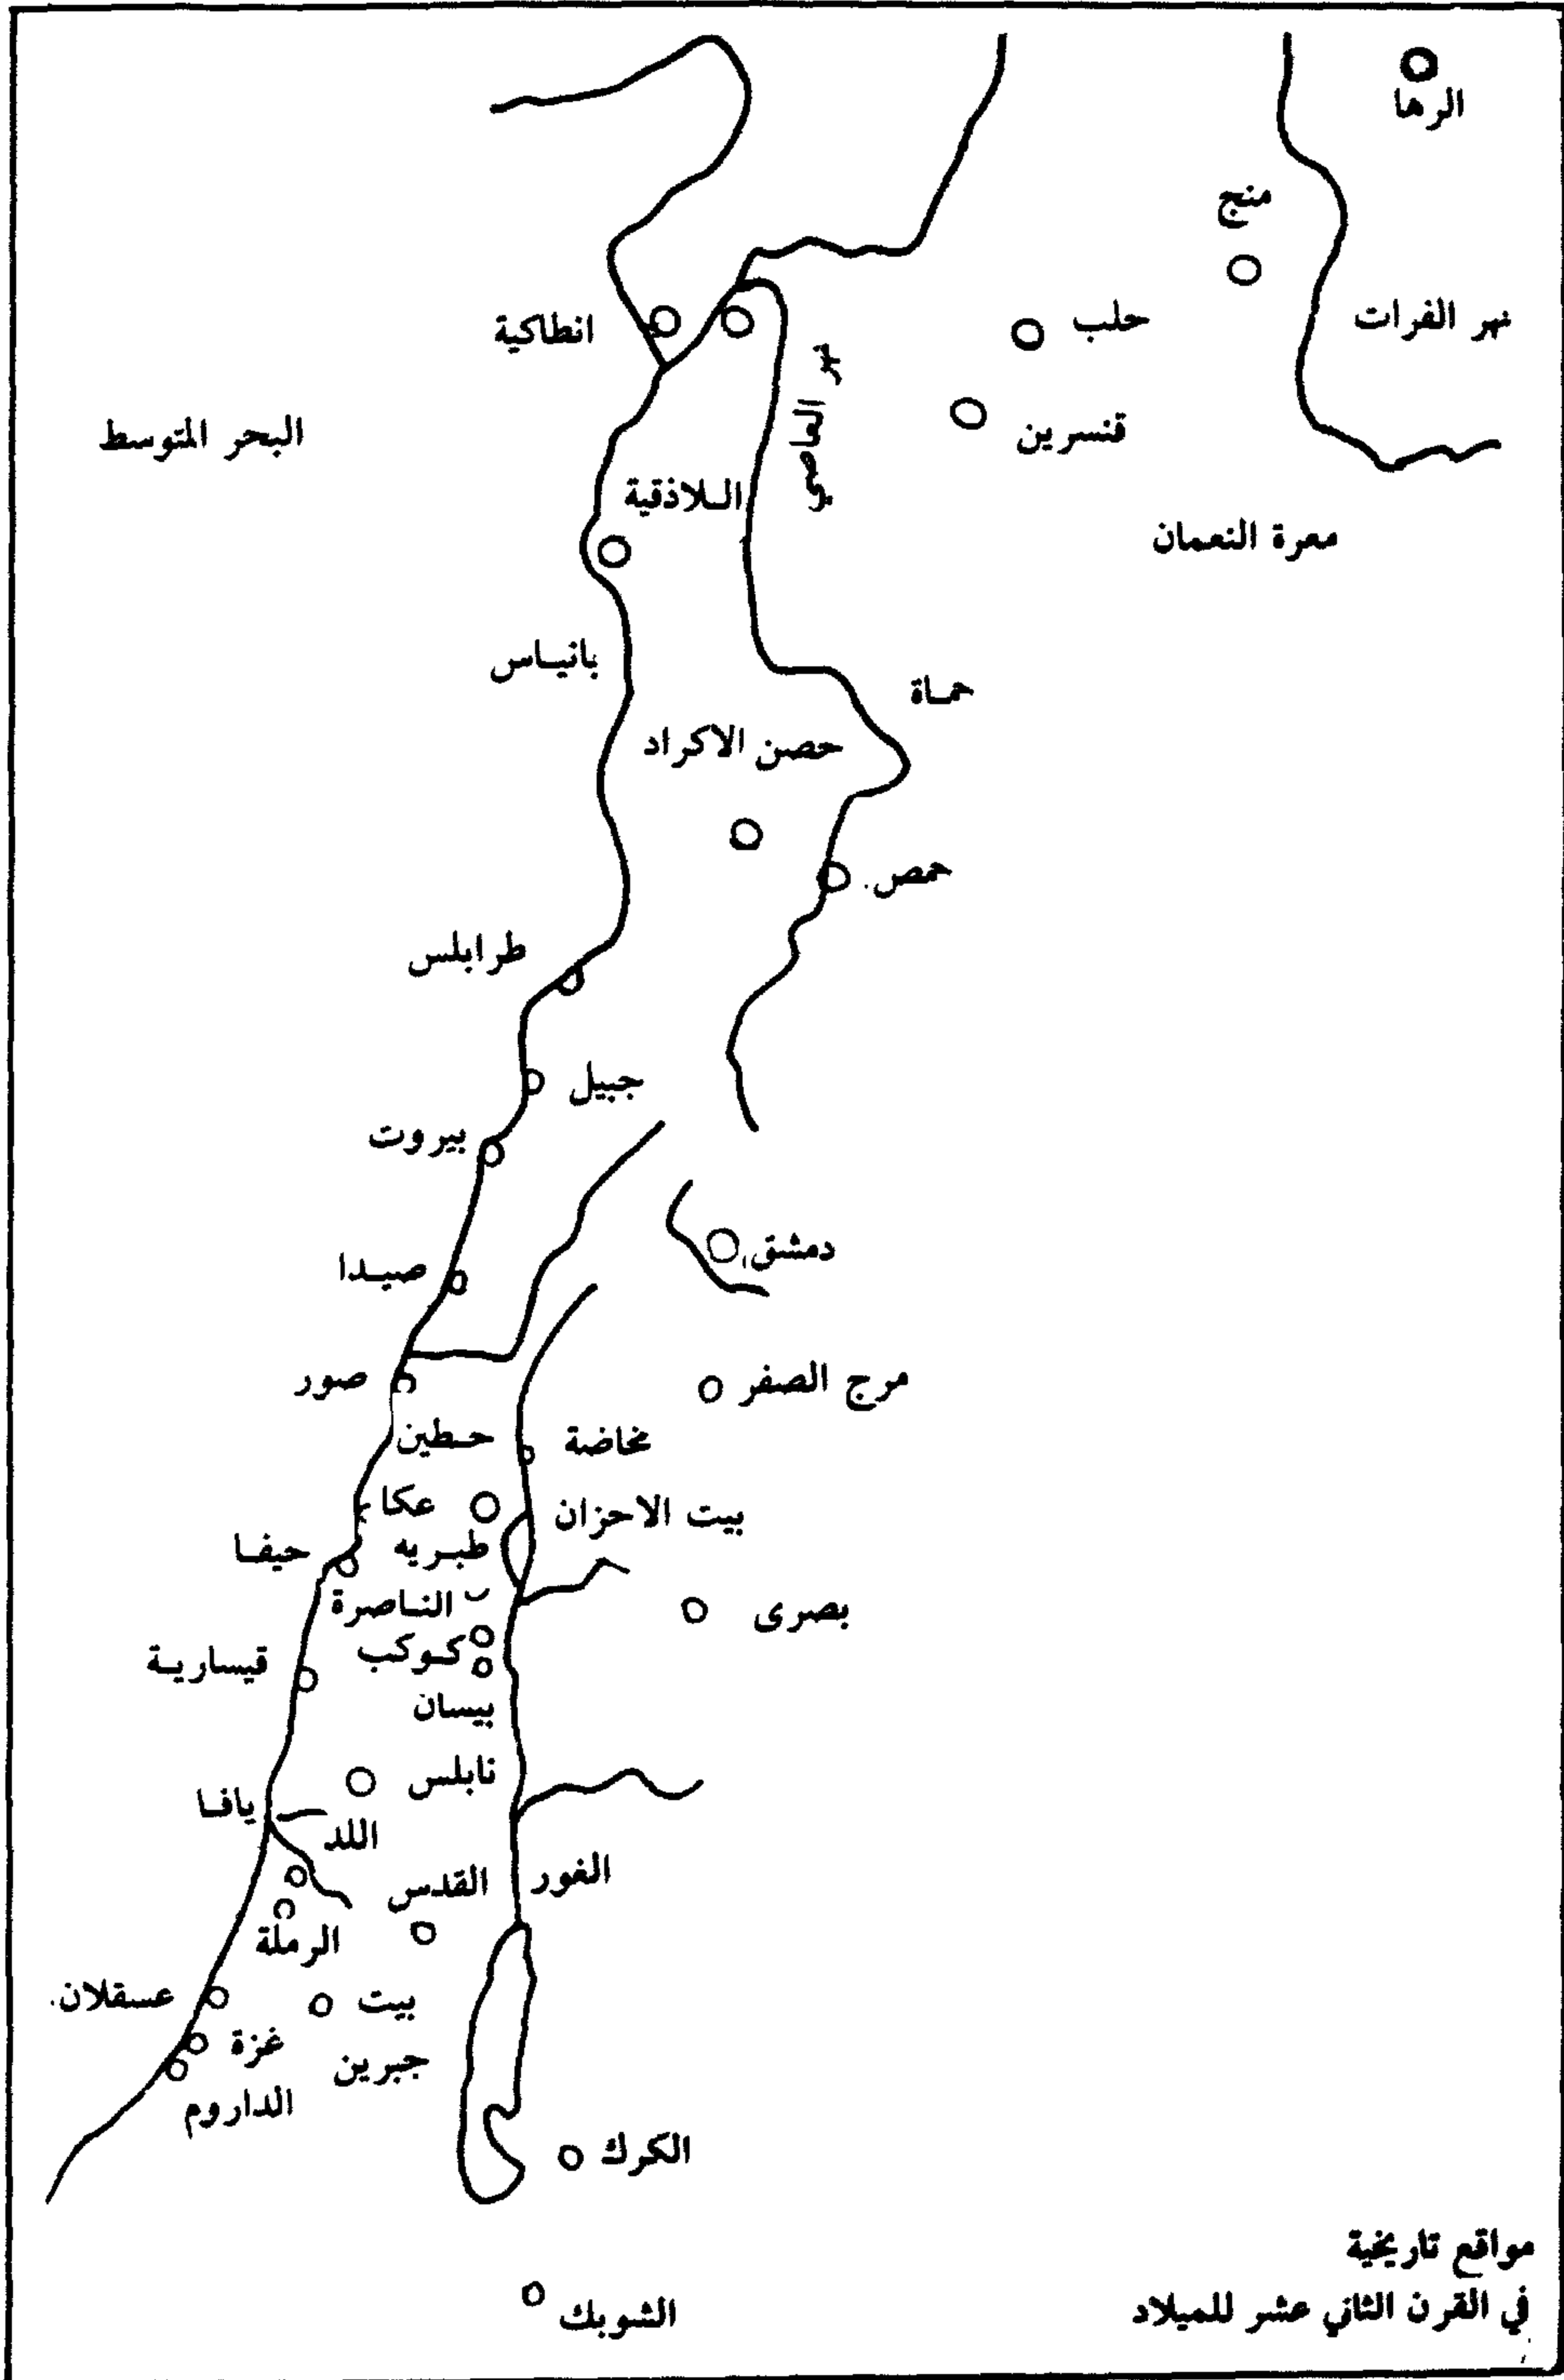 الرها
منبج
نهر الفرات
حلب
انطاكية
نهر العاصي
قنسرين
البحر المتوسط
اللاذقية
معرة النعمان
بانياس
حماة
حصن الاكراد
حمص
طرابلس
جبيل
بيروت
دمشق
صيدا
مرج الصفر
صور
مخاضة
حطين
بيت الاحزان
عكا
طبريه
حيفا
الناصرة
بصرى
كوكب
قيسارية
بيسان
نابلس
يافا
اللد
الغور
القدس
الرملة
عسقلان
بيت
جبرين
غزة
الداروم
الكرك
الشوبك
مواقع تاريخية
في القرن الثاني عشر للميلاد